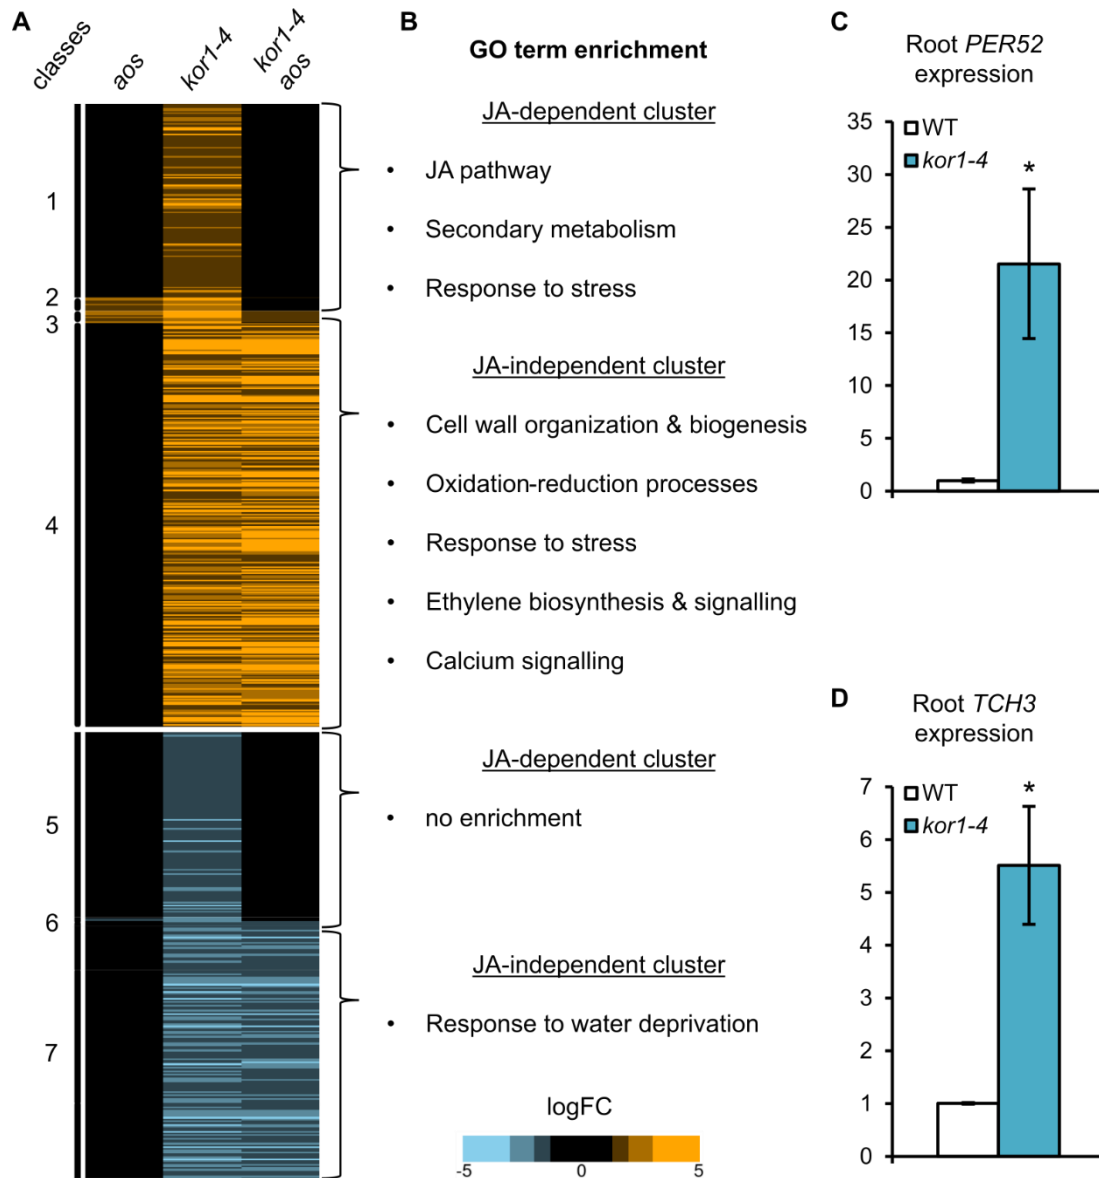 A
classes
aos
kor1-4
kor1-4
aos
1
2
3
4
5
6
7
B
GO term enrichment
JA-dependent cluster
• JA pathway
• Secondary metabolism
• Response to stress
JA-independent cluster
• Cell wall organization & biogenesis
• Oxidation-reduction processes
• Response to stress
• Ethylene biosynthesis & signalling
• Calcium signalling
JA-dependent cluster
• no enrichment
JA-independent cluster
• Response to water deprivation
logFC
-5 0 5
C
Root PER52
expression
35
30
25
20
15
10
5
0
WT
kor1-4
*
D
Root TCH3
expression
7
6
5
4
3
2
1
0
WT
kor1-4
*